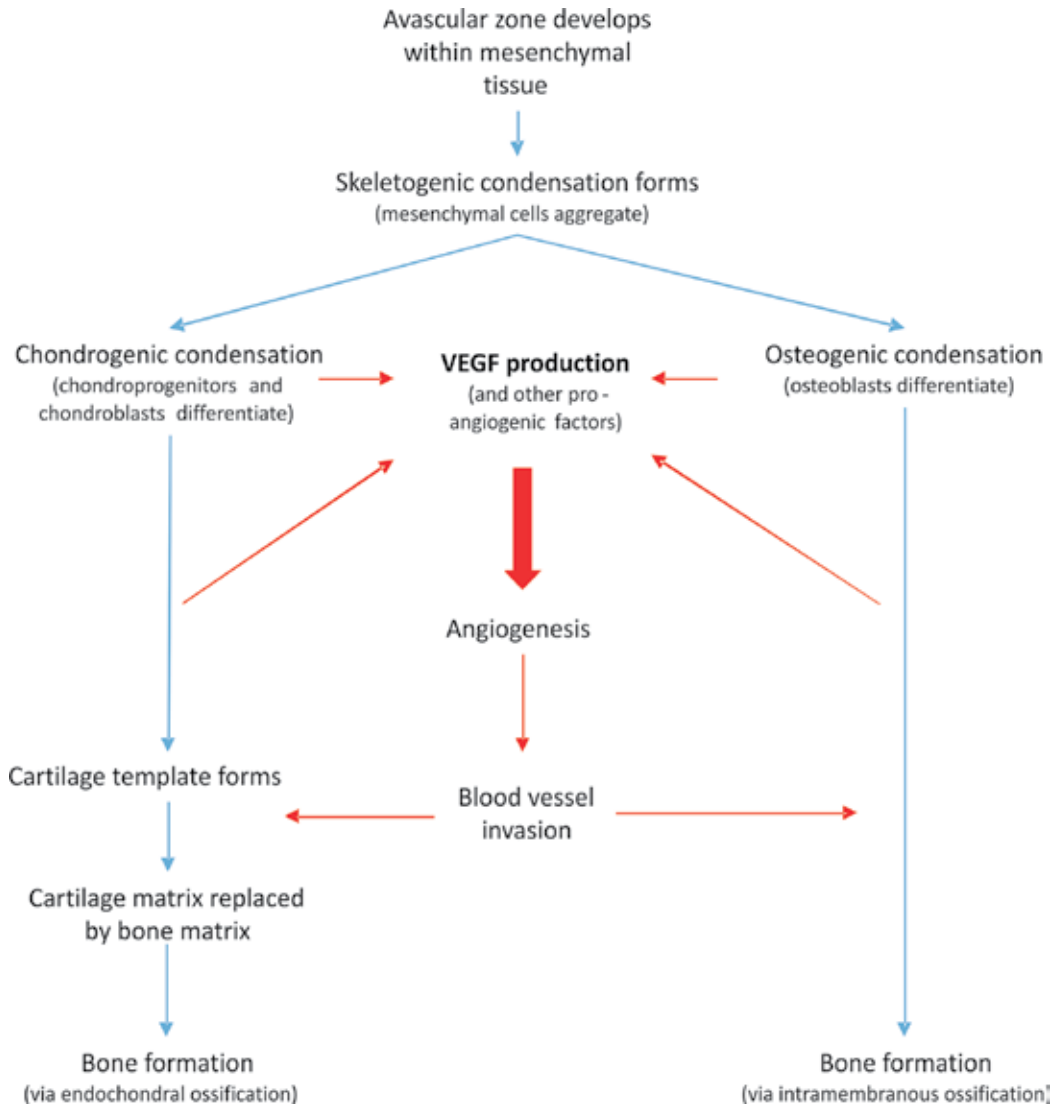 Avascular zone develops
within mesenchymal
tissue
Skeletogenic condensation forms
(mesenchymal cells aggregate)
Chondrogenic condensation
(chondroprogenitors and
chondroblasts differentiate)
VEGF production
(and other pro -
angiogenic factors)
Osteogenic condensation
(osteoblasts differentiate)
Angiogenesis
Cartilage template forms
Blood vessel
invasion
Cartilage matrix replaced
by bone matrix
Bone formation
(via endochondral ossification)
Bone formation
(via intramembranous ossification)